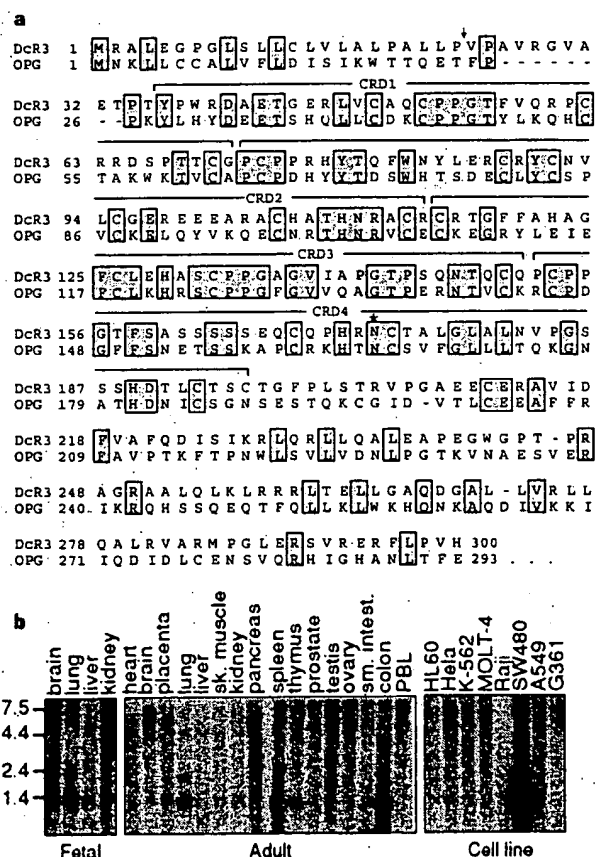 a
DcR3 1 M R A L E G P G L S L L C L V L A L P A L L P V P A V R G V A
OPG 1 M N K L L C C A L V F L D I S I K W T T Q E T F P - - - - - -
CRD1
DcR3 32 E T P T Y P W R D A E T G E R L V C A Q C P P G T F V Q R P C
OPG 26 - - P K Y L H Y D E E T S H Q L L C D K C P P G T Y L K Q H C
DcR3 63 R R D S P T T C G P C P P R H Y T Q F W N Y L E R C R Y C N V
OPG 55 T A K W K T V C A P C P D H Y Y T D S W H T S D E C L Y C S P
CRD2
DcR3 94 L C G E R E E E A R A C H A T H N R A C R C R T G F F A H A G
OPG 86 V C K E L Q Y V K Q E C N R T H N R V C E C K E G R Y L E I E
CRD3
DcR3 125 F C L E H A S C P P G A G V I A P G T P S Q N T Q C Q P C P P
OPG 117 F C L K H R S C P P G F G V V Q A G T P E R N T V C K R C P D
CRD4
DcR3 156 G T F S A S S S S S E Q C Q P H R N C T A L G L A L N V P G S
OPG 148 G F F S N E T S S K A P C R K H T N C S V F G L L L T Q K G N
DcR3 187 S S H D T L C T S C T G F P L S T R V P G A E E C E R A V I D
OPG 179 A T H D N I C S G N S E S T Q K C G I D - V T L C E E A F F R
DcR3 218 F V A F Q D I S I K R L Q R L L Q A L E A P E G W G P T - P R
OPG 209 F A V P T K F T P N W L S V L V D N L P G T K V N A E S V E R
DcR3 248 A G R A A L Q L K L R R R L T E L L G A Q D G A L - L V R L L
OPG 240 I K R Q H S S Q E Q T F Q L L K L W K H Q N K A Q D I V K K I
DcR3 278 Q A L R V A R M P G L E R S V R E R F L P V H 300
OPG 271 I Q D I D L C E N S V Q R H I G H A N L T F E 293 . . .
b
brain lung liver kidney heart brain placenta lung liver sk. muscle kidney pancreas spleen thymus prostate testis ovary sm. intest. colon PBL HL60 Hela K-562 MOLT-4 Raji SW480 A549 G361
7.5
4.4
2.4
1.4
Fetal Adult Cell line